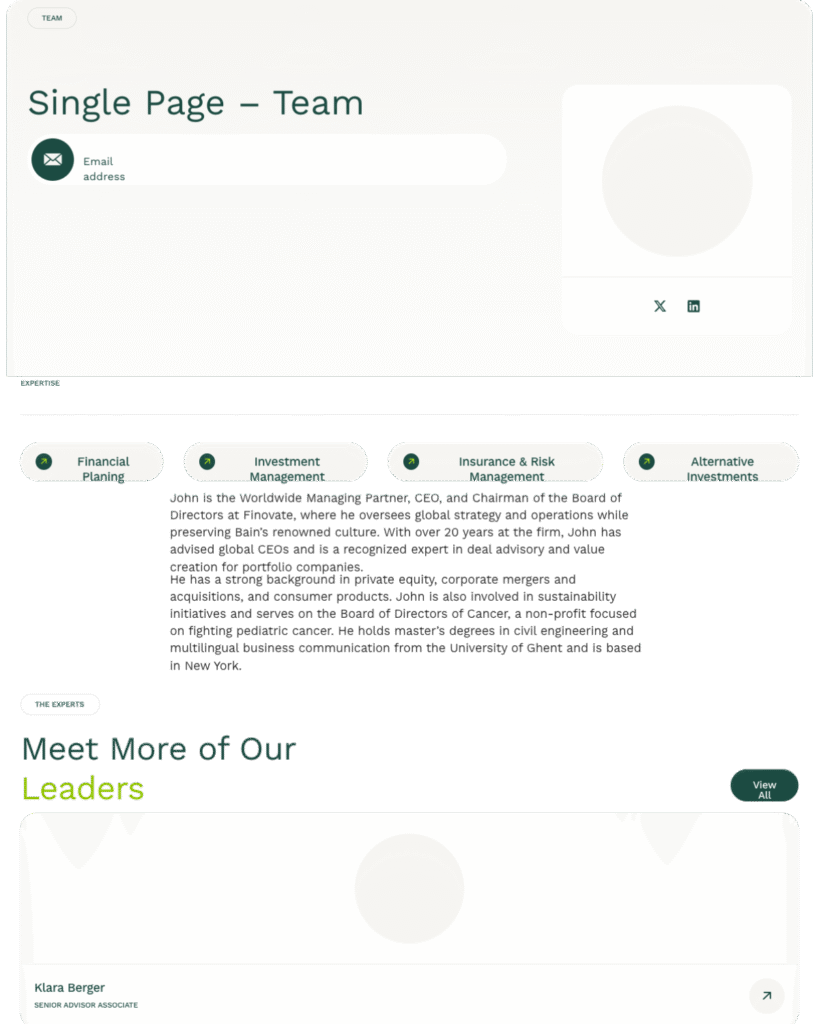 TEAM
Single Page – Team
Email
address
EXPERTISE
Financial
Planing
Investment
Management
Insurance & Risk
Management
Alternative
Investments
John is the Worldwide Managing Partner, CEO, and Chairman of the Board of
Directors at Finovate, where he oversees global strategy and operations while
preserving Bain’s renowned culture. With over 20 years at the firm, John has
advised global CEOs and is a recognized expert in deal advisory and value
creation for portfolio companies.
He has a strong background in private equity, corporate mergers and
acquisitions, and consumer products. John is also involved in sustainability
initiatives and serves on the Board of Directors of Cancer, a non-profit focused
on fighting pediatric cancer. He holds master’s degrees in civil engineering and
multilingual business communication from the University of Ghent and is based
in New York.
THE EXPERTS
Meet More of Our
Leaders
View
All
Klara Berger
SENIOR ADVISOR ASSOCIATE